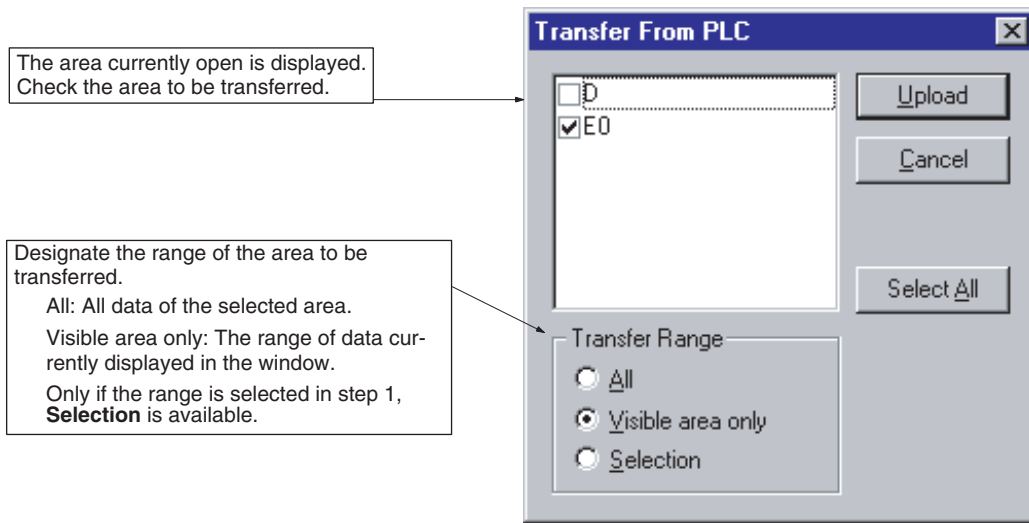 The area currently open is displayed.
Check the area to be transferred.
Designate the range of the area to be
transferred.
All: All data of the selected area.
Visible area only: The range of data cur-
rently displayed in the window.
Only if the range is selected in step 1,
Selection is available.
Transfer From PLC
D
E0
Upload
Cancel
Select All
Transfer Range
All
Visible area only
Selection